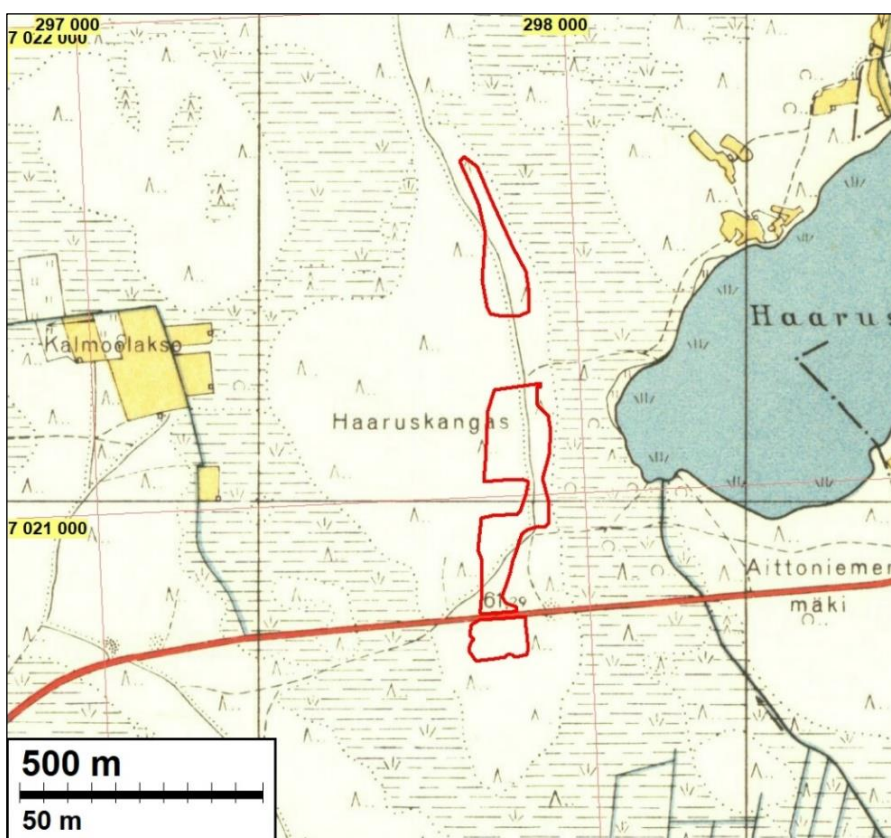 297 000
298 000
7 022 000
Haarus
Kalmoolakso
Haaruskangas
7 021 000
Aittoniemen
mäki
500 m
50 m